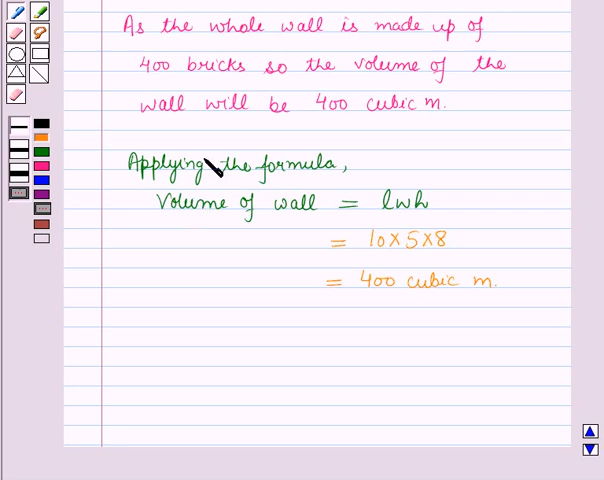 As the whole wall is made up of
400 bricks so the volume of the
wall will be 400 cubic m.
Applying the formula,
Volume of wall = lwh
= 10 × 5 × 8
= 400 cubic m.